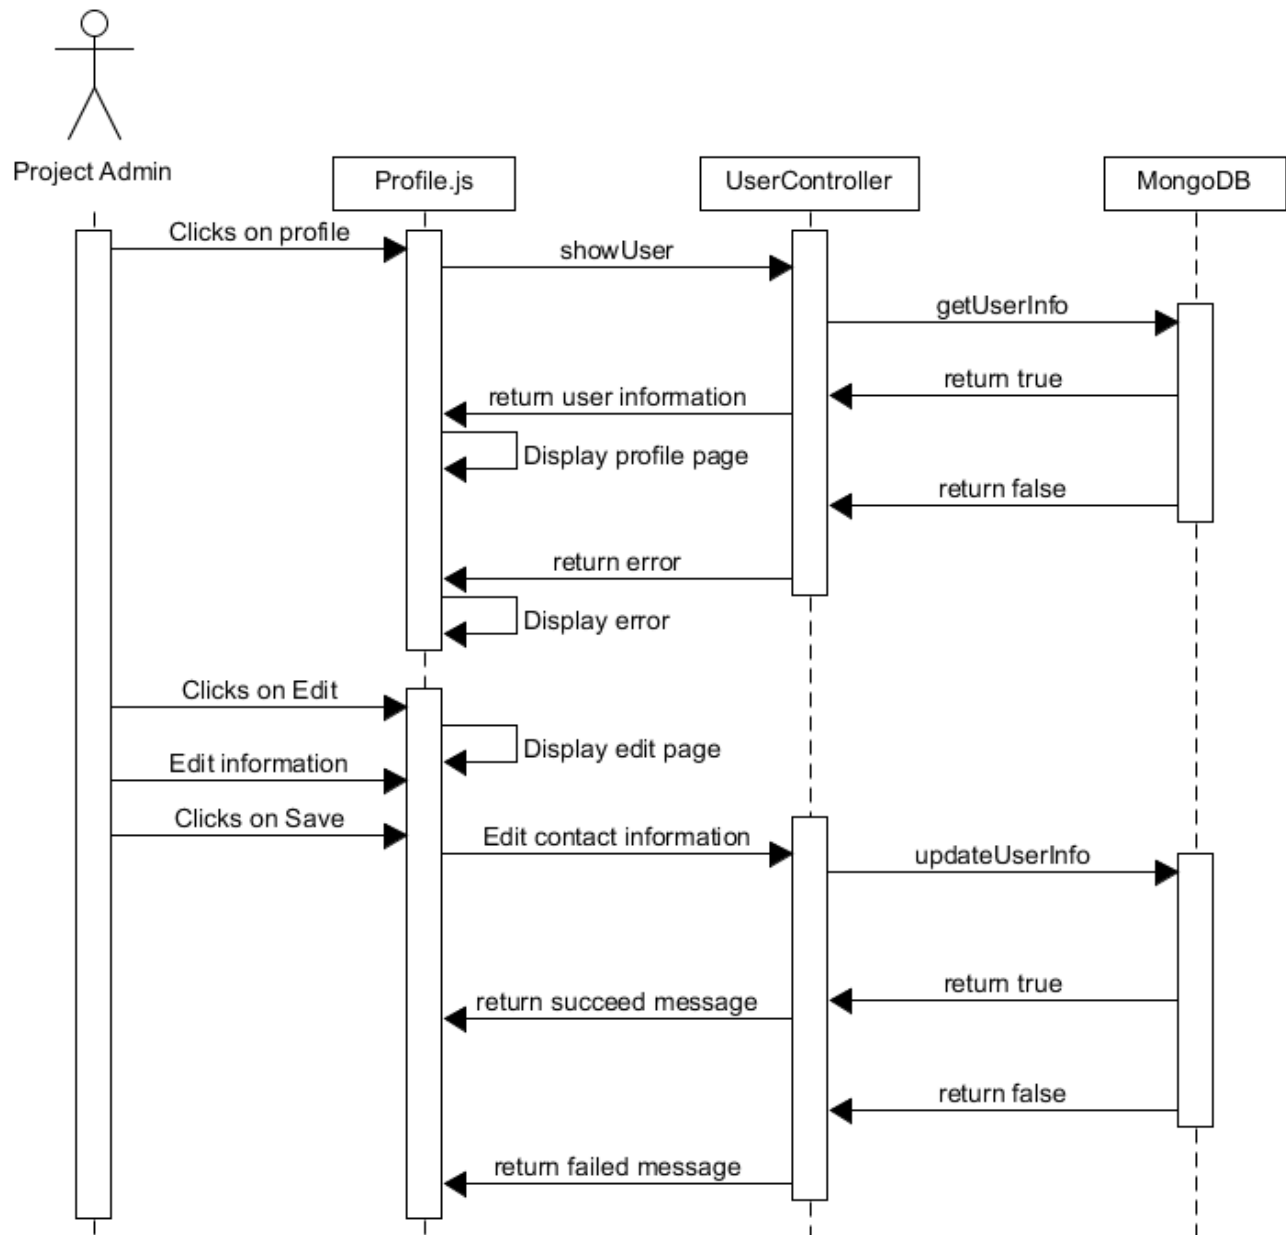 Project Admin
Profile.js
UserController
MongoDB
Clicks on profile
showUser
getUserInfo
return true
return user information
Display profile page
return false
return error
Display error
Clicks on Edit
Display edit page
Edit information
Clicks on Save
Edit contact information
updateUserInfo
return true
return succeed message
return false
return failed message